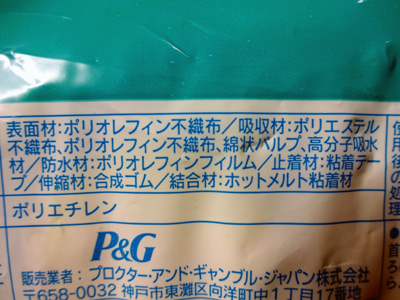 表面材:ポリオレフィン不織布/吸収材:ポリエステル
不織布、ポリオレフィン不織布、綿状パルプ、高分子吸水
材/防水材:ポリオレフィンフィルム/止着材:粘着テー
プ/伸縮材:合成ゴム/結合材:ホットメルト粘着材
ポリエチレン
P&G
販売業者:プロクター・アンド・ギャンブル・ジャパン株式会社
〒658-0032 神戸市東灘区向洋町中1丁目17番地
使
用
後
の
処
理